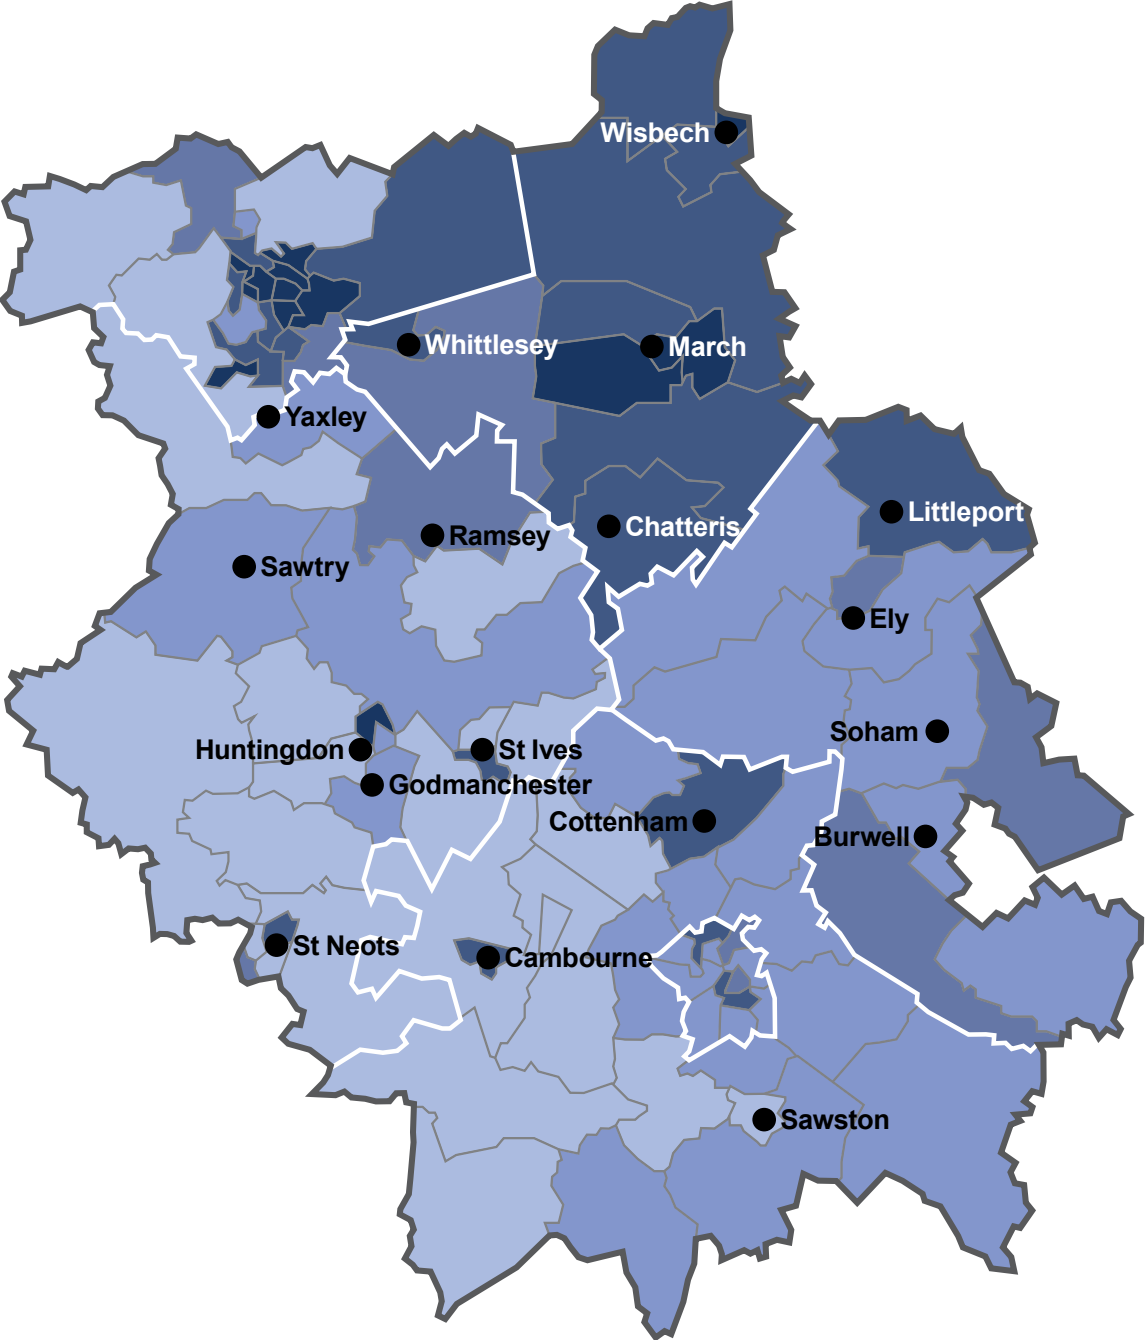 Wisbech
Whittlesey
March
Yaxley
Littleport
Chatteris
Ramsey
Sawtry
Ely
Soham
Huntingdon
St Ives
Godmanchester
Cottenham
Burwell
St Neots
Cambourne
Sawston